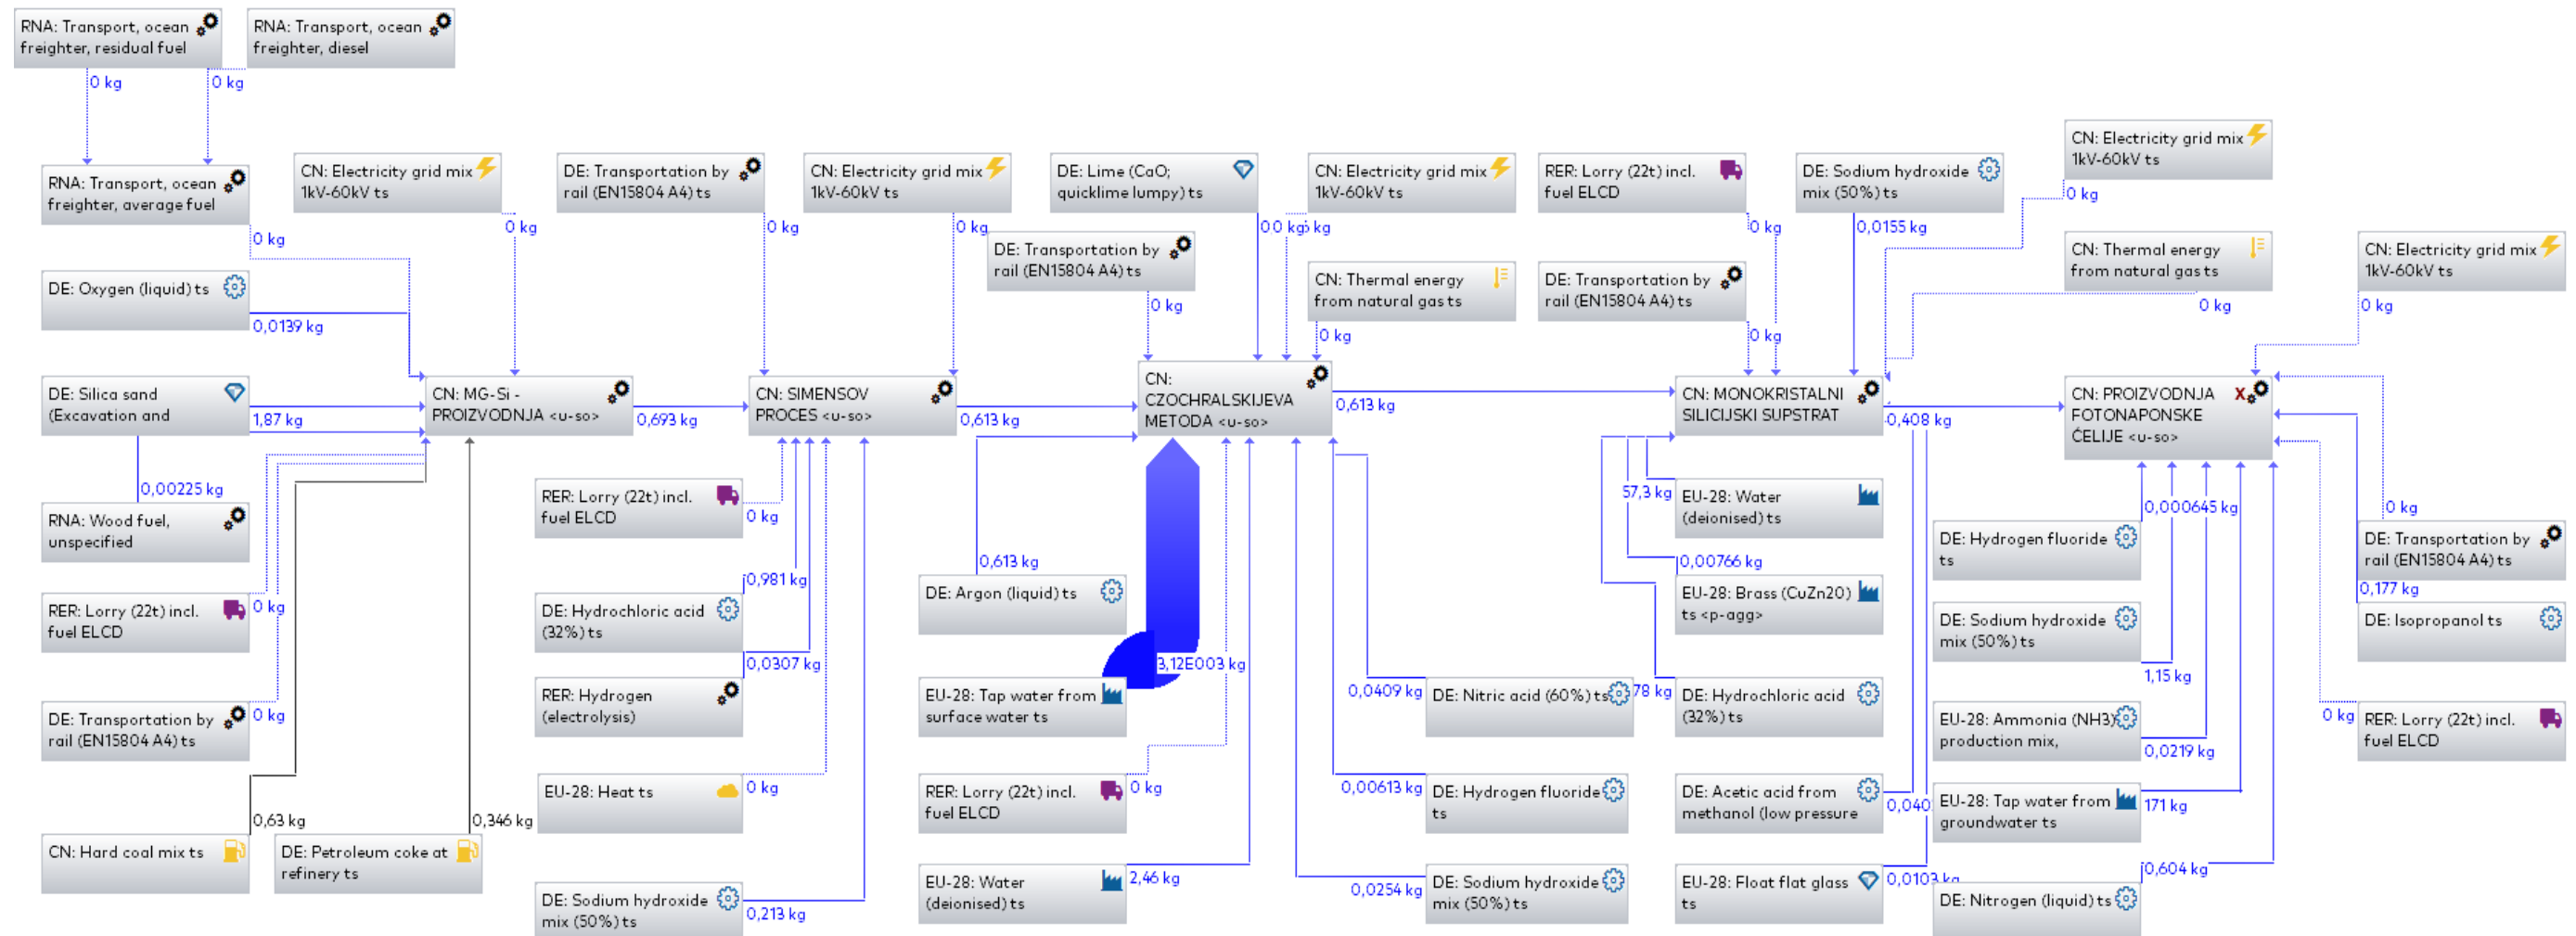 RNA: Transport, ocean
freighter, residual fuel
RNA: Transport, ocean
freighter, diesel
0 kg
0 kg
RNA: Transport, ocean
freighter, average fuel
0 kg
CN: Electricity grid mix
1kV-60kV ts
0 kg
DE: Transportation by
rail (EN15804 A4) ts
0 kg
CN: Electricity grid mix
1kV-60kV ts
0 kg
DE: Lime (CaO;
quicklime lumpy) ts
CN: Electricity grid mix
1kV-60kV ts
0 kg
DE: Transportation by
rail (EN15804 A4) ts
0 kg
CN: Thermal energy
from natural gas ts
0 kg
RER: Lorry (22t) incl.
fuel ELCD
0 kg
DE: Transportation by
rail (EN15804 A4) ts
0 kg
DE: Sodium hydroxide
mix (50%) ts
0,0155 kg
CN: Electricity grid mix
1kV-60kV ts
0 kg
CN: Thermal energy
from natural gas ts
0 kg
CN: Electricity grid mix
1kV-60kV ts
0 kg
DE: Oxygen (liquid) ts
0,0139 kg
DE: Silica sand
(Excavation and
1,87 kg
0,00225 kg
CN: MG-Si -
PROIZVODNJA <u-so>
0,693 kg
CN: SIMENSOV
PROCES <u-so>
0,613 kg
CN:
CZOCHRALSKIJEVA
METODA <u-so>
0,613 kg
CN: MONOKRISTALNI
SILICIJSKI SUPSTRAT
0,408 kg
CN: PROIZVODNJA
FOTONAPONSKE
ĆELIJE <u-so>
RNA: Wood fuel,
unspecified
RER: Lorry (22t) incl.
fuel ELCD
0 kg
DE: Transportation by
rail (EN15804 A4) ts
0 kg
CN: Hard coal mix ts
0,63 kg
DE: Petroleum coke at
refinery ts
0,346 kg
RER: Lorry (22t) incl.
fuel ELCD
0 kg
DE: Hydrochloric acid
(32%) ts
0,981 kg
RER: Hydrogen
(electrolysis)
0,0307 kg
EU-28: Heat ts
0 kg
DE: Sodium hydroxide
mix (50%) ts
0,213 kg
DE: Argon (liquid) ts
0,613 kg
EU-28: Tap water from
surface water ts
3,12E003 kg
RER: Lorry (22t) incl.
fuel ELCD
0 kg
EU-28: Water
(deionised) ts
2,46 kg
DE: Nitric acid (60%) ts
0,0409 kg
DE: Hydrogen fluoride
ts
0,00613 kg
DE: Sodium hydroxide
mix (50%) ts
0,0254 kg
EU-28: Water
(deionised) ts
57,3 kg
EU-28: Brass (CuZn20)
ts <p-agg>
0,00766 kg
DE: Hydrochloric acid
(32%) ts
78 kg
DE: Acetic acid from
methanol (low pressure
0,040
EU-28: Float flat glass
ts
0,0103 kg
DE: Hydrogen fluoride
ts
0,000645 kg
DE: Sodium hydroxide
mix (50%) ts
1,15 kg
EU-28: Ammonia (NH3)
production mix,
0,0219 kg
EU-28: Tap water from
groundwater ts
171 kg
DE: Nitrogen (liquid) ts
0,604 kg
0 kg
DE: Transportation by
rail (EN15804 A4) ts
0,177 kg
DE: Isopropanol ts
0 kg
RER: Lorry (22t) incl.
fuel ELCD